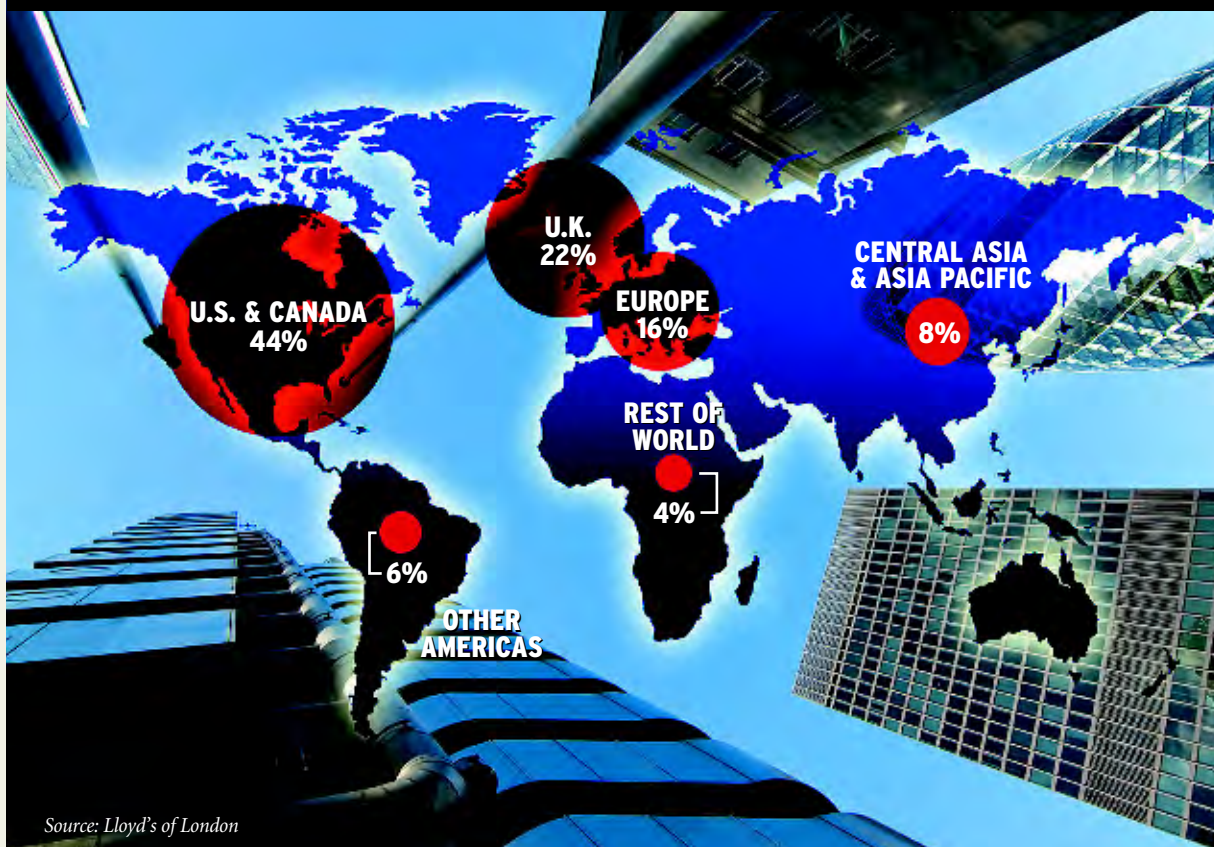 U.S. & CANADA
44%
U.K.
22%
EUROPE
16%
CENTRAL ASIA
& ASIA PACIFIC
8%
REST OF
WORLD
4%
6%
OTHER
AMERICAS
Source: Lloyd's of London